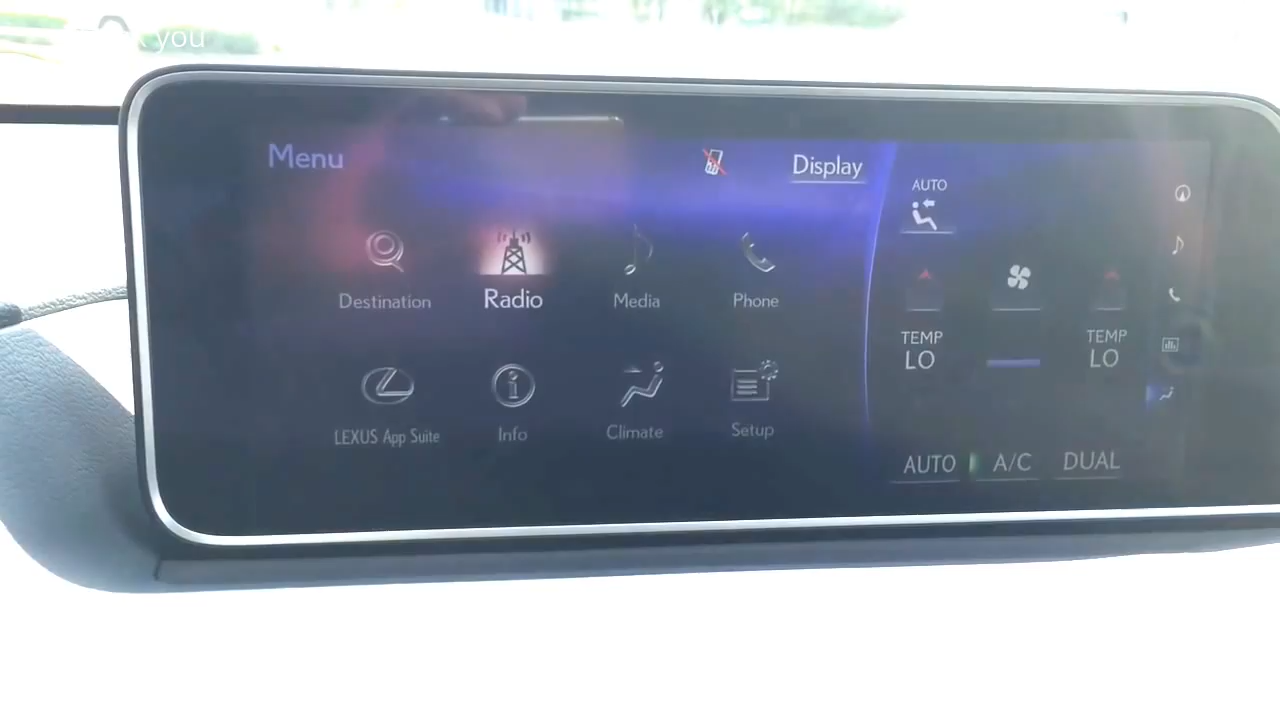 you
Menu
Display
Destination
Radio
Media
Phone
LEXUS App Suite
Info
Climate
Setup
AUTO
TEMP
LO
TEMP
LO
AUTO
A/C
DUAL